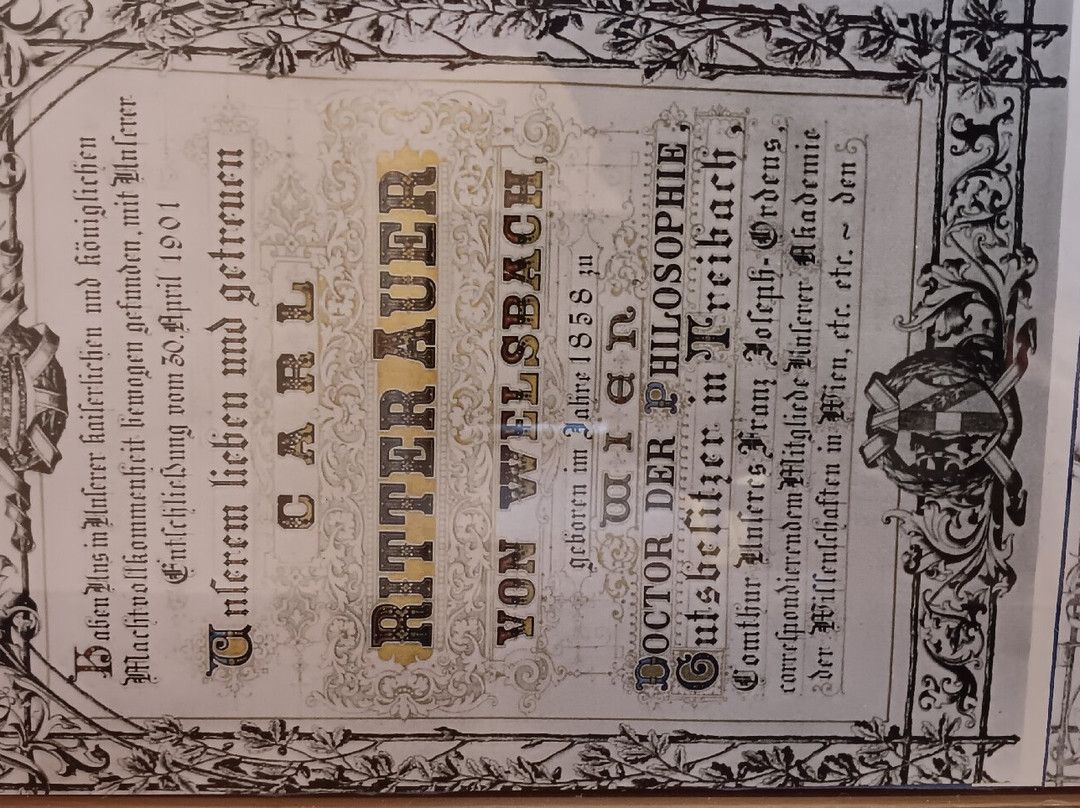 Haben Uns in Unserer kaiserlichen und königlichen
Machtvollkommenheit bewogen gefunden, mit Unserer
Entschließung vom 30. April 1901
Unserem lieben und getreuen
CARL
RITTER AUER
VON WELSBACH,
geboren im Jahre 1858 zu
Wien
DOCTOR DER PHILOSOPHIE,
Gutsbesitzer in Treibach,
Comthur Unseres Franz Joseph-Ordens,
correspondierenden Mitgliede Unserer Akademie
der Wissenschaften in Wien, etc. etc. ~ den